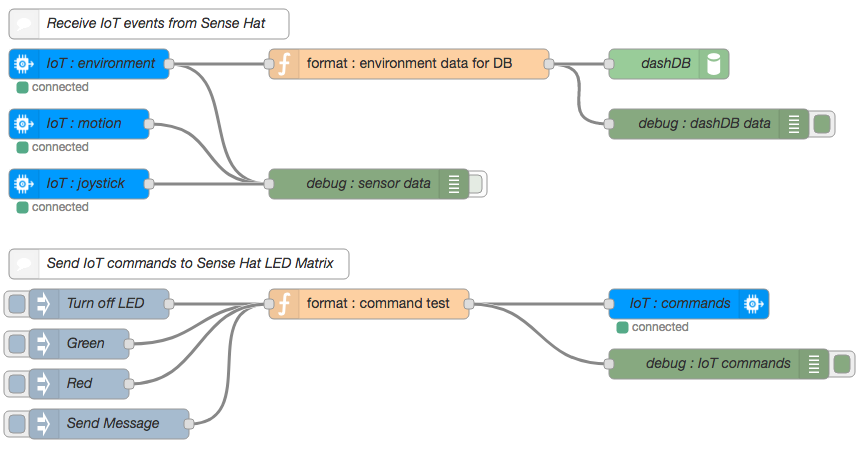 Receive IoT events from Sense Hat
IoT : environment
format : environment data for DB
dashDB
connected
IoT : motion
debug : dashDB data
connected
IoT : joystick
debug : sensor data
connected
Send IoT commands to Sense Hat LED Matrix
Turn off LED
format : command test
IoT : commands
connected
Green
debug : IoT commands
Red
Send Message